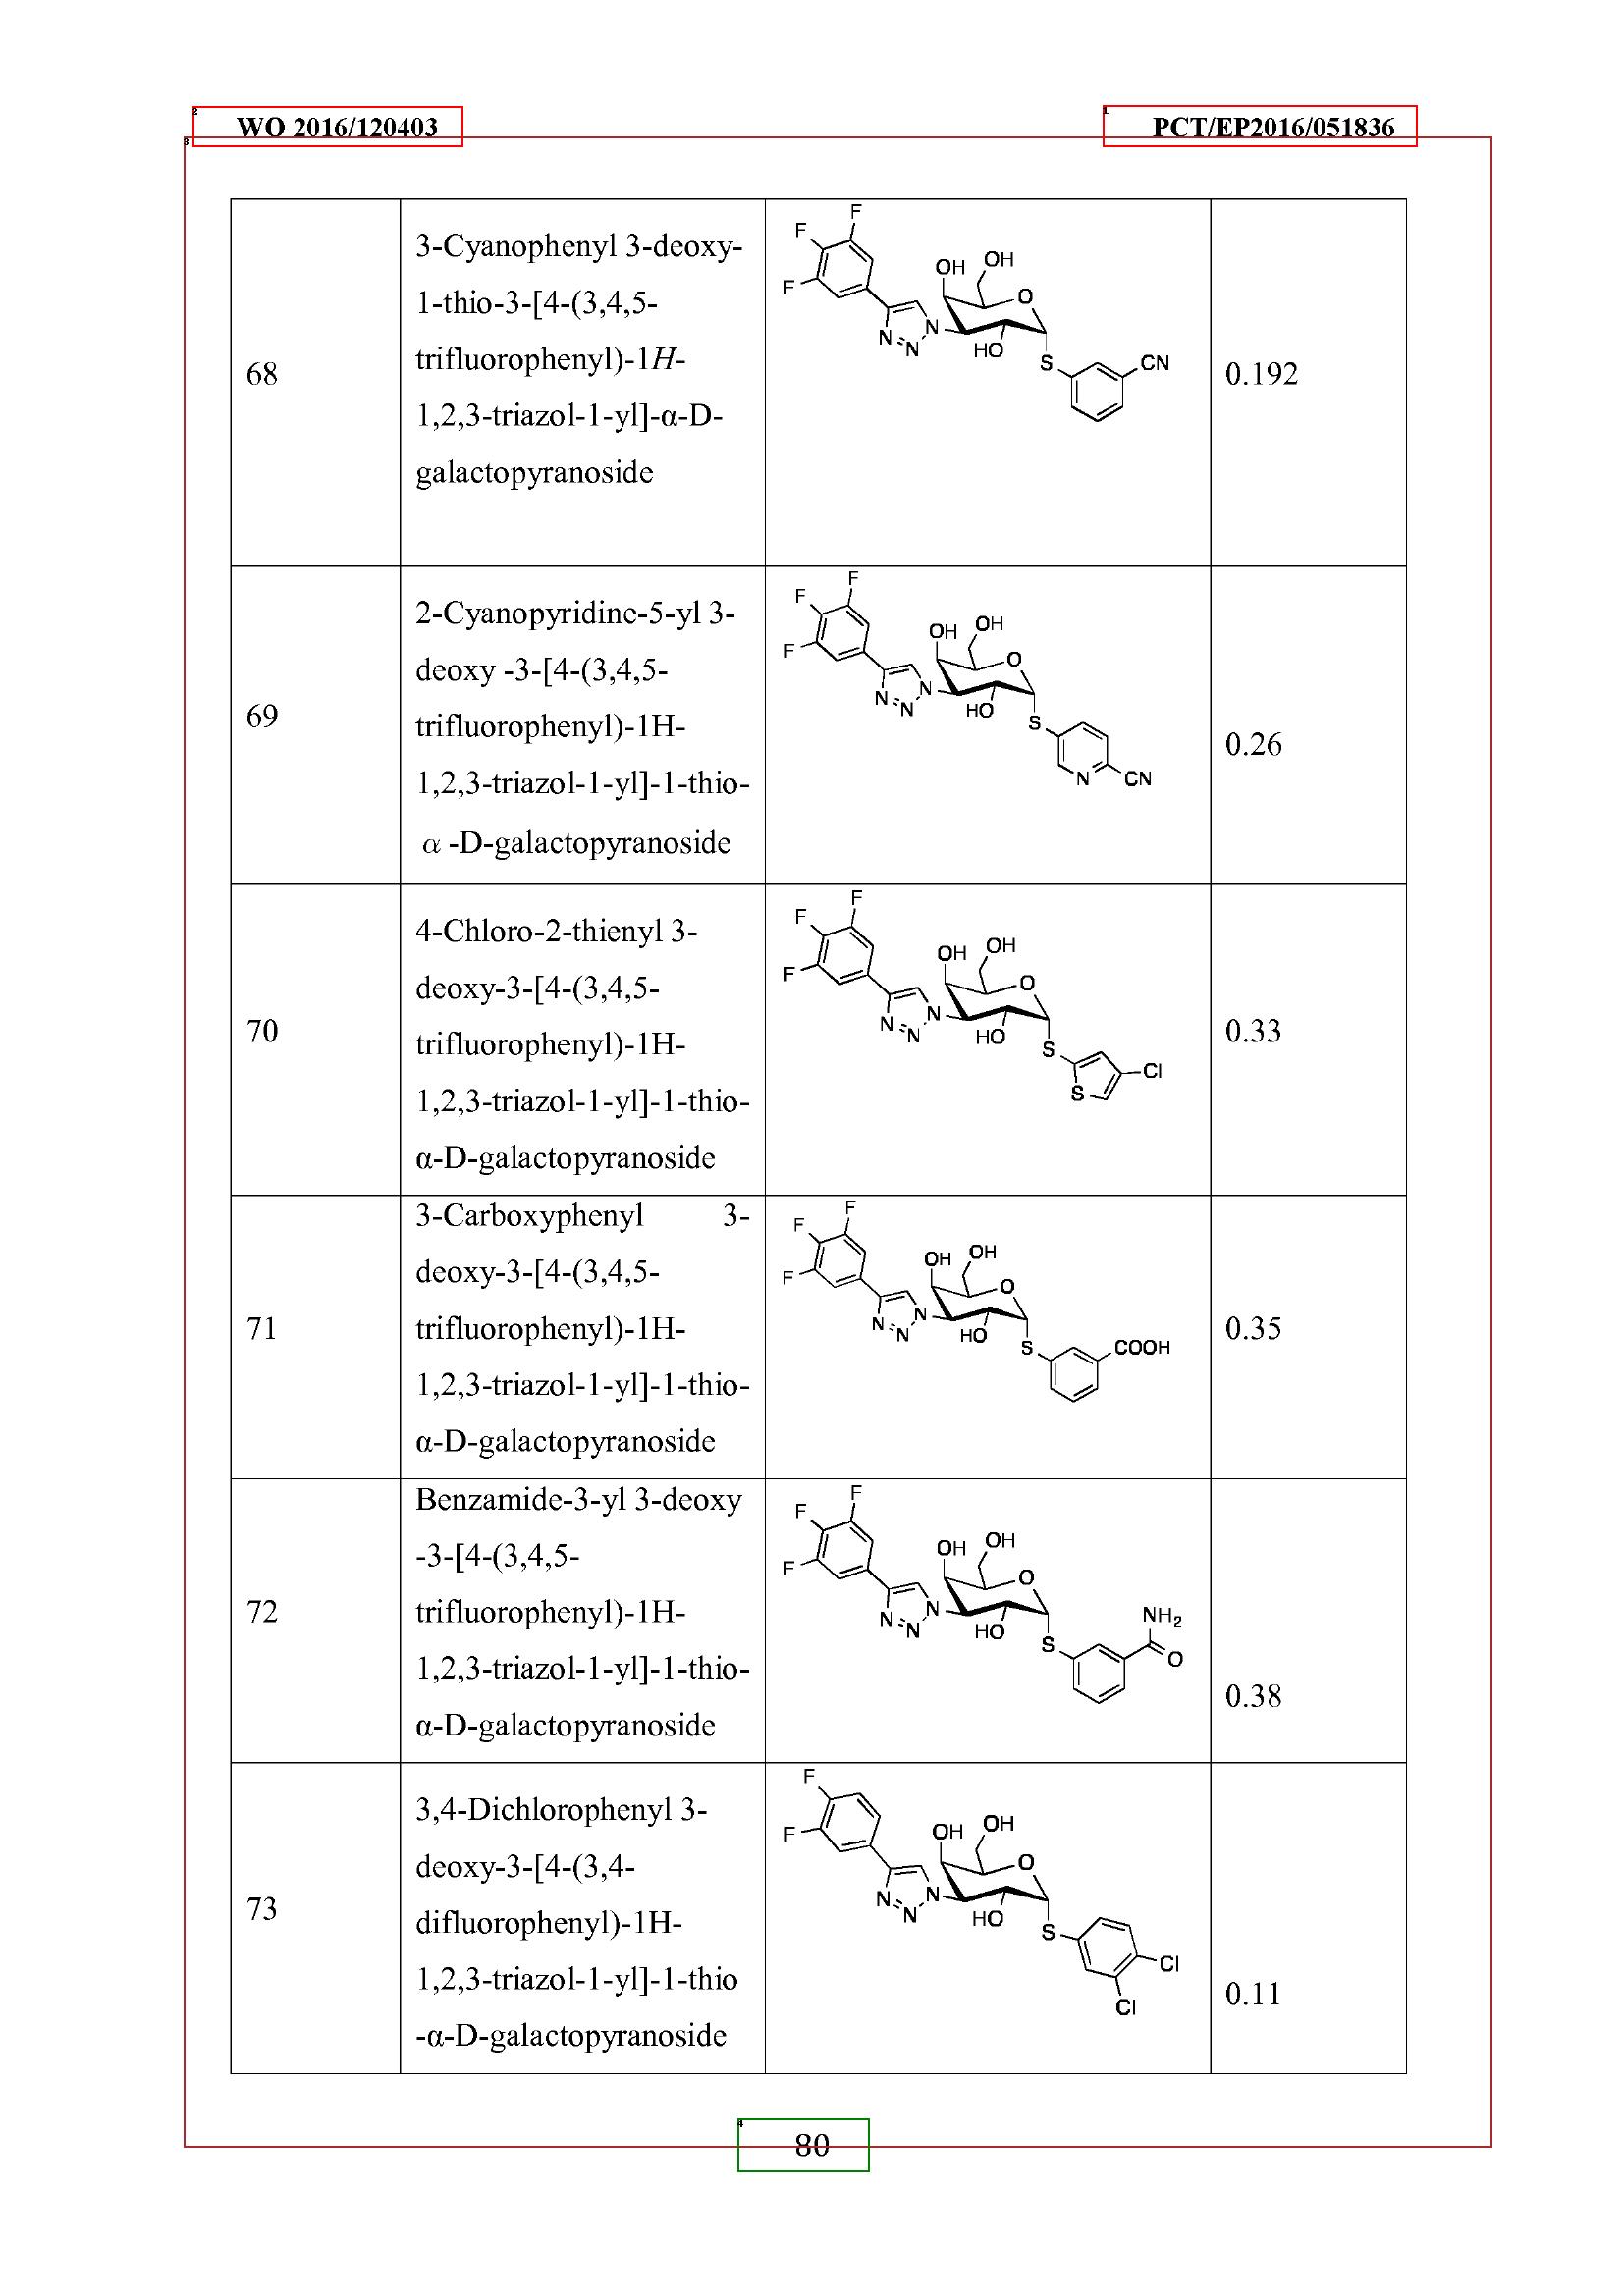 WO 2016/120403
PCT/EP2016/051836
68
3-Cyanophenyl 3-deoxy-
1-thio-3-[4-(3,4,5-
trifluorophenyl)-1H-
1,2,3-triazol-1-yl]-α-D-
galactopyranoside
F
F
F
OH
OH
O
N
N
N
HO
S
CN
0.192
69
2-Cyanopyridine-5-yl 3-
deoxy -3-[4-(3,4,5-
trifluorophenyl)-1H-
1,2,3-triazol-1-yl]-1-thio-
α -D-galactopyranoside
F
F
F
OH
OH
O
N
N
N
HO
S
N
CN
0.26
70
4-Chloro-2-thienyl 3-
deoxy-3-[4-(3,4,5-
trifluorophenyl)-1H-
1,2,3-triazol-1-yl]-1-thio-
α-D-galactopyranoside
F
F
F
OH
OH
O
N
N
N
HO
S
Cl
S
0.33
71
3-Carboxyphenyl 3-
deoxy-3-[4-(3,4,5-
trifluorophenyl)-1H-
1,2,3-triazol-1-yl]-1-thio-
α-D-galactopyranoside
F
F
F
OH
OH
O
N
N
N
HO
S
COOH
0.35
72
Benzamide-3-yl 3-deoxy
-3-[4-(3,4,5-
trifluorophenyl)-1H-
1,2,3-triazol-1-yl]-1-thio-
α-D-galactopyranoside
F
F
F
OH
OH
O
N
N
N
HO
S
NH2
O
0.38
73
3,4-Dichlorophenyl 3-
deoxy-3-[4-(3,4-
difluorophenyl)-1H-
1,2,3-triazol-1-yl]-1-thio
-α-D-galactopyranoside
F
F
OH
OH
O
N
N
N
HO
S
Cl
Cl
0.11
80